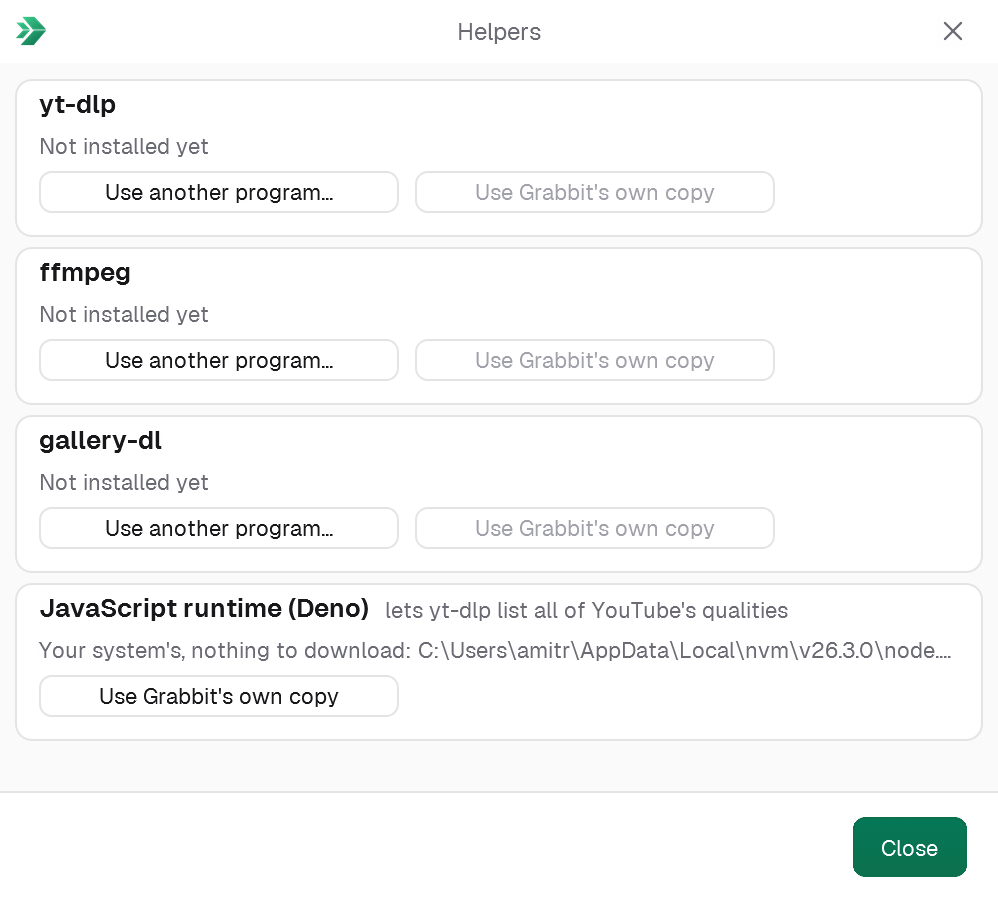 Helpers
yt-dlp
Not installed yet
Use another program...
Use Grabbit's own copy
ffmpeg
Not installed yet
Use another program...
Use Grabbit's own copy
gallery-dl
Not installed yet
Use another program...
Use Grabbit's own copy
JavaScript runtime (Deno) lets yt-dlp list all of YouTube's qualities
Your system's, nothing to download: C:\Users\amitr\AppData\Local\nvm\v26.3.0\node....
Use Grabbit's own copy
Close